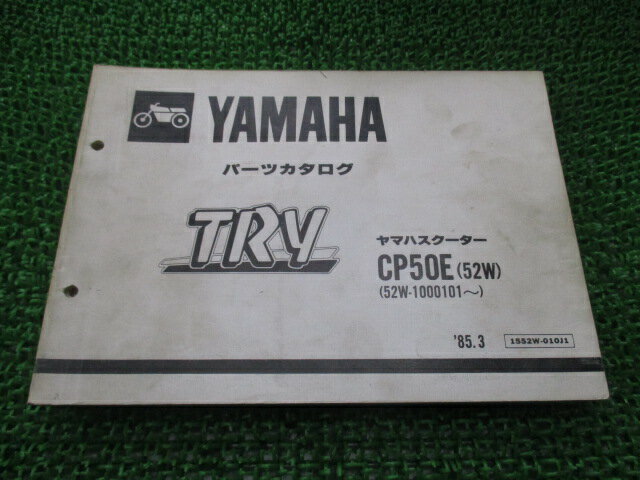 YAMAHA
パーツカタログ
TRY
ヤマハスクーター
CP50E (52W)
(52W-1000101〜)
'85.3
1552W-010J1